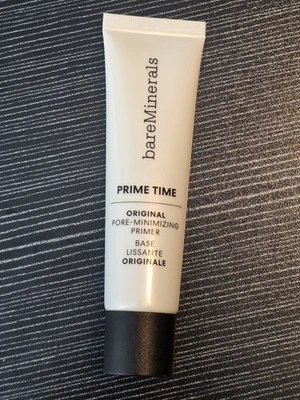 bareMinerals
PRIME TIME
ORIGINAL
PORE-MINIMIZING
PRIMER
BASE
LISSANTE
ORIGINALE